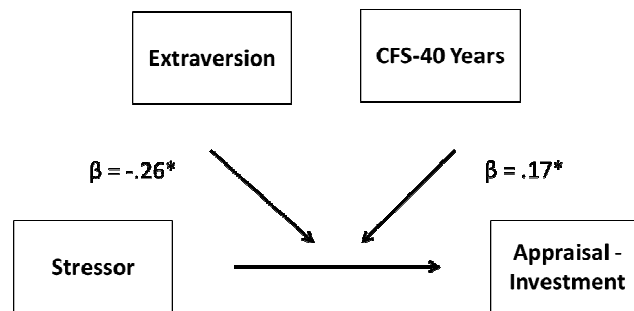 Extraversion
CFS-40 Years
β = -.26*
β = .17*
Stressor
Appraisal -
Investment